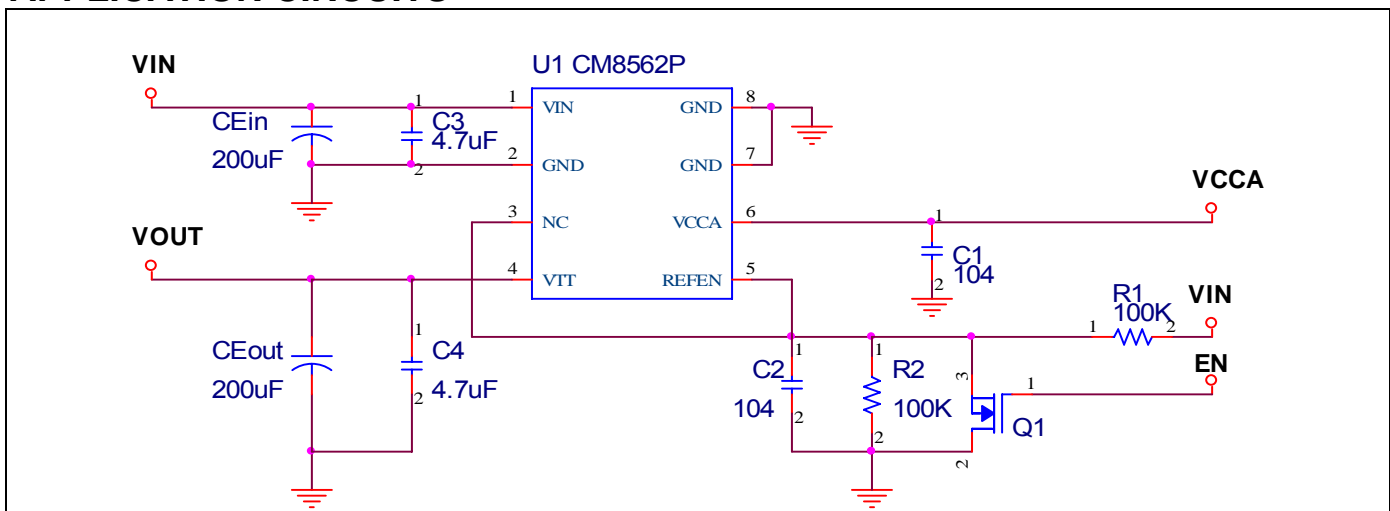 VIN
U1 CM8562P
1
1
VIN
GND
8
CEin
200uF
C3
4.7uF
2
2
GND
GND
7
VCCA
3
NC
VCCA
6
1
VOUT
C1
104
2
4
VTT
REFEN
5
R1
100K
VIN
1
2
1
CEout
200uF
C4
4.7uF
2
1
C2
104
2
1
R2
100K
2
3
EN
1
Q1
2